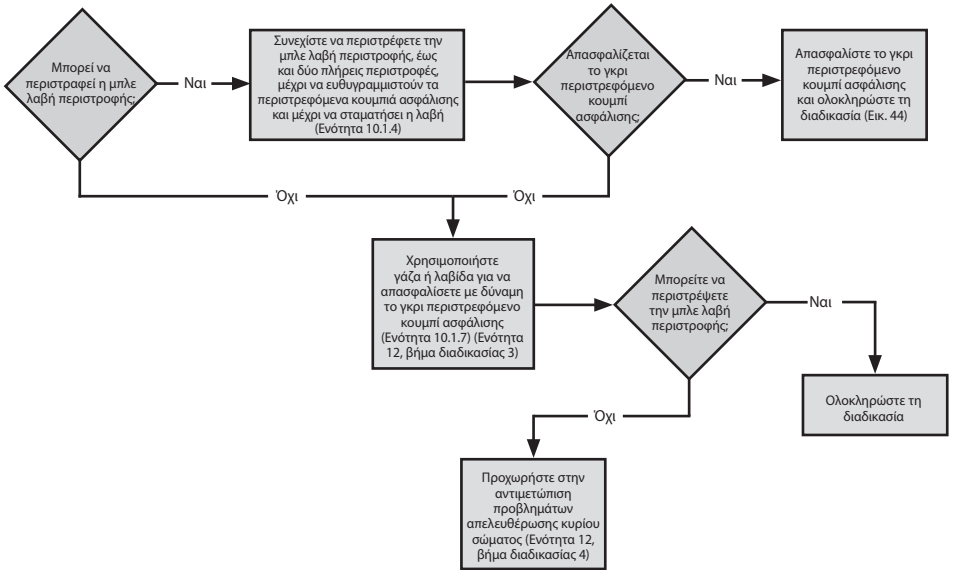 Μπορεί να
περιστραφεί η μπλε
λαβή περιστροφής;
Ναι
Συνεχίστε να περιστρέφετε την
μπλε λαβή περιστροφής, έως
και δύο πλήρεις περιστροφές,
μέχρι να ευθυγραμμιστούν τα
περιστρεφόμενα κουμπιά ασφάλισης
και μέχρι να σταματήσει η λαβή
(Ενότητα 10.1.4)
Απασφαλίζεται
το γκρι
περιστρεφόμενο
κουμπί
ασφάλισης;
Ναι
Απασφαλίστε το γκρι
περιστρεφόμενο
κουμπί ασφάλισης
και ολοκληρώστε τη
διαδικασία (Εικ. 44)
Όχι
Όχι
Χρησιμοποιήστε
γάζα ή λαβίδα για να
απασφαλίσετε με δύναμη
το γκρι περιστρεφόμενο
κουμπί ασφάλισης
(Ενότητα 10.1.7) (Ενότητα
12, βήμα διαδικασίας 3)
Μπορείτε να
περιστρέψετε
την μπλε λαβή
περιστροφής;
Ναι
Ολοκληρώστε τη
διαδικασία
Όχι
Προχωρήστε στην
αντιμετώπιση
προβλημάτων
απελευθέρωσης κυρίου
σώματος (Ενότητα 12,
βήμα διαδικασίας 4)